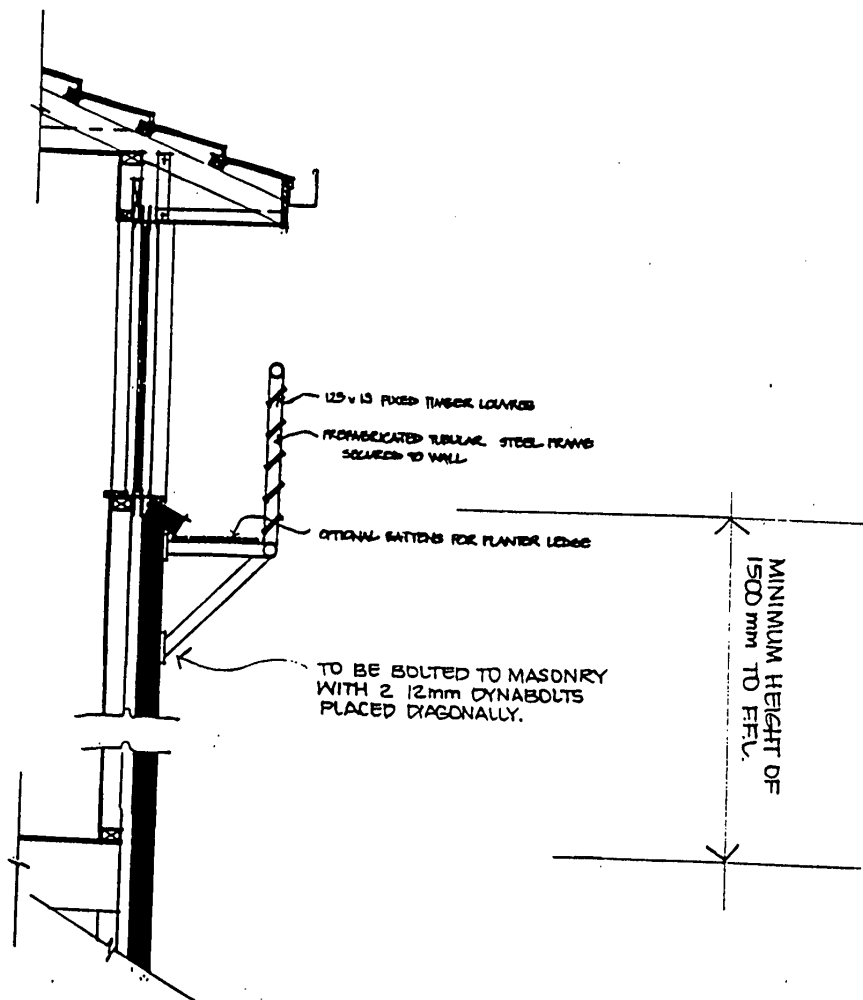 125 x 19 FIXED TIMBER LOUVRES
PREFABRICATED TUBULAR STEEL FRAME
SECURED TO WALL
OPTIONAL BATTENS FOR PLANTER LEDGE
TO BE BOLTED TO MASONRY
WITH 2 12mm DYNABOLTS
PLACED DIAGONALLY.
MINIMUM HEIGHT OF
1500 mm TO F.F.L.